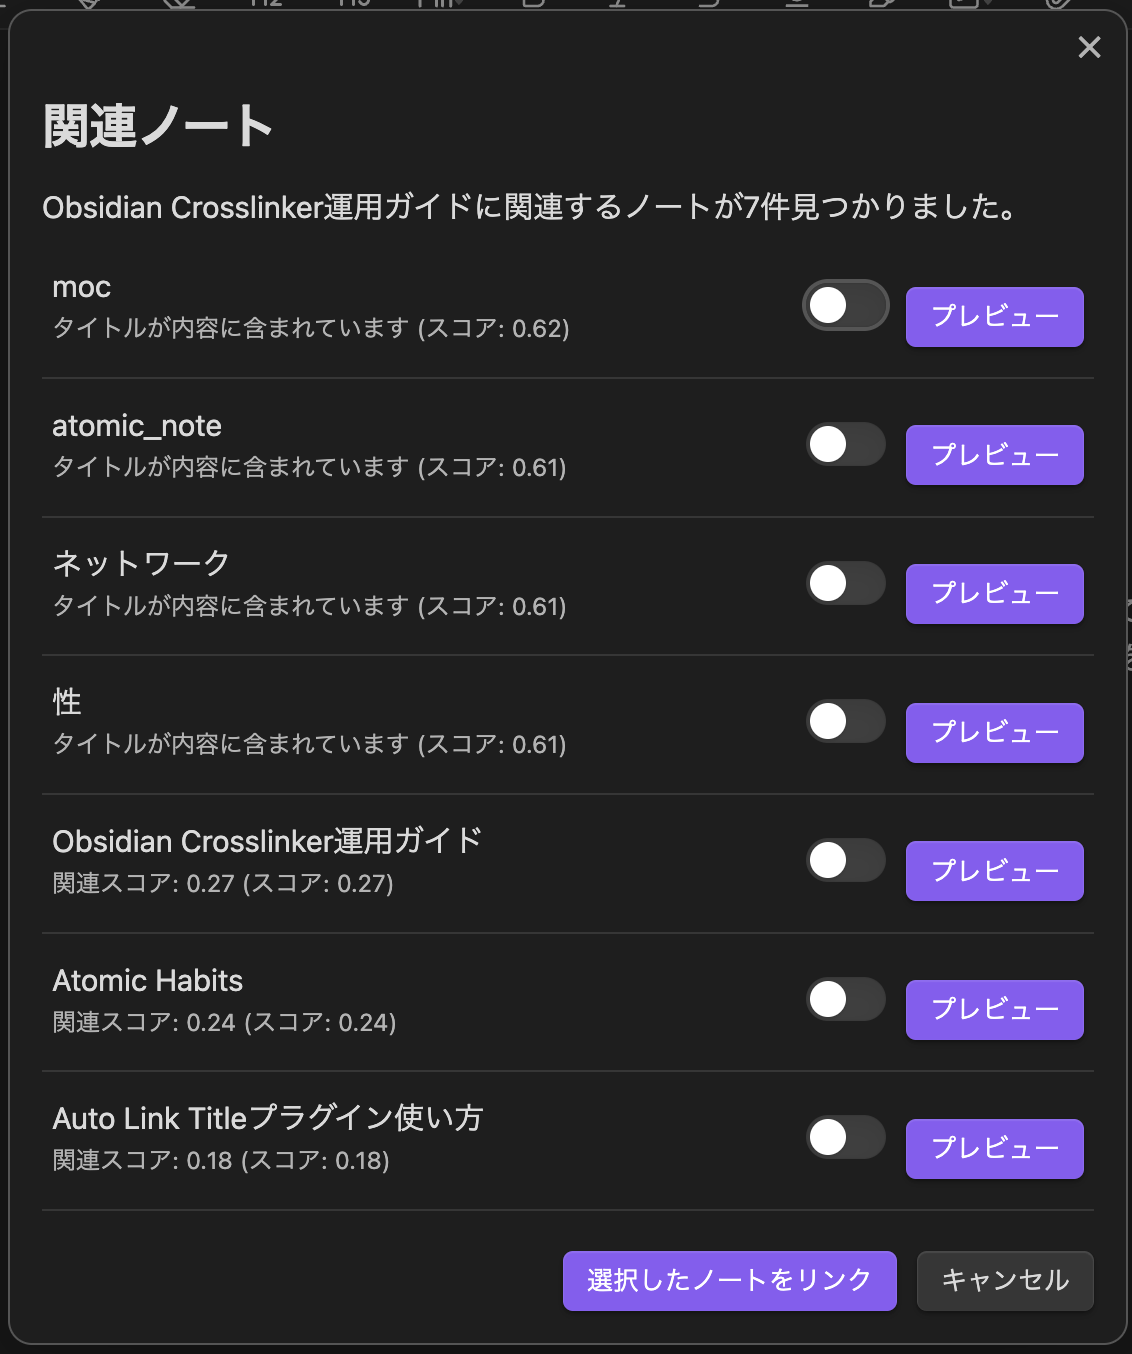 関連ノート
Obsidian Crosslinker運用ガイドに関連するノートが7件見つかりました。
moc
タイトルが内容に含まれています (スコア: 0.62)
プレビュー
atomic_note
タイトルが内容に含まれています (スコア: 0.61)
プレビュー
ネットワーク
タイトルが内容に含まれています (スコア: 0.61)
プレビュー
性
タイトルが内容に含まれています (スコア: 0.61)
プレビュー
Obsidian Crosslinker運用ガイド
関連スコア: 0.27 (スコア: 0.27)
プレビュー
Atomic Habits
関連スコア: 0.24 (スコア: 0.24)
プレビュー
Auto Link Titleプラグイン使い方
関連スコア: 0.18 (スコア: 0.18)
プレビュー
選択したノートをリンク
キャンセル